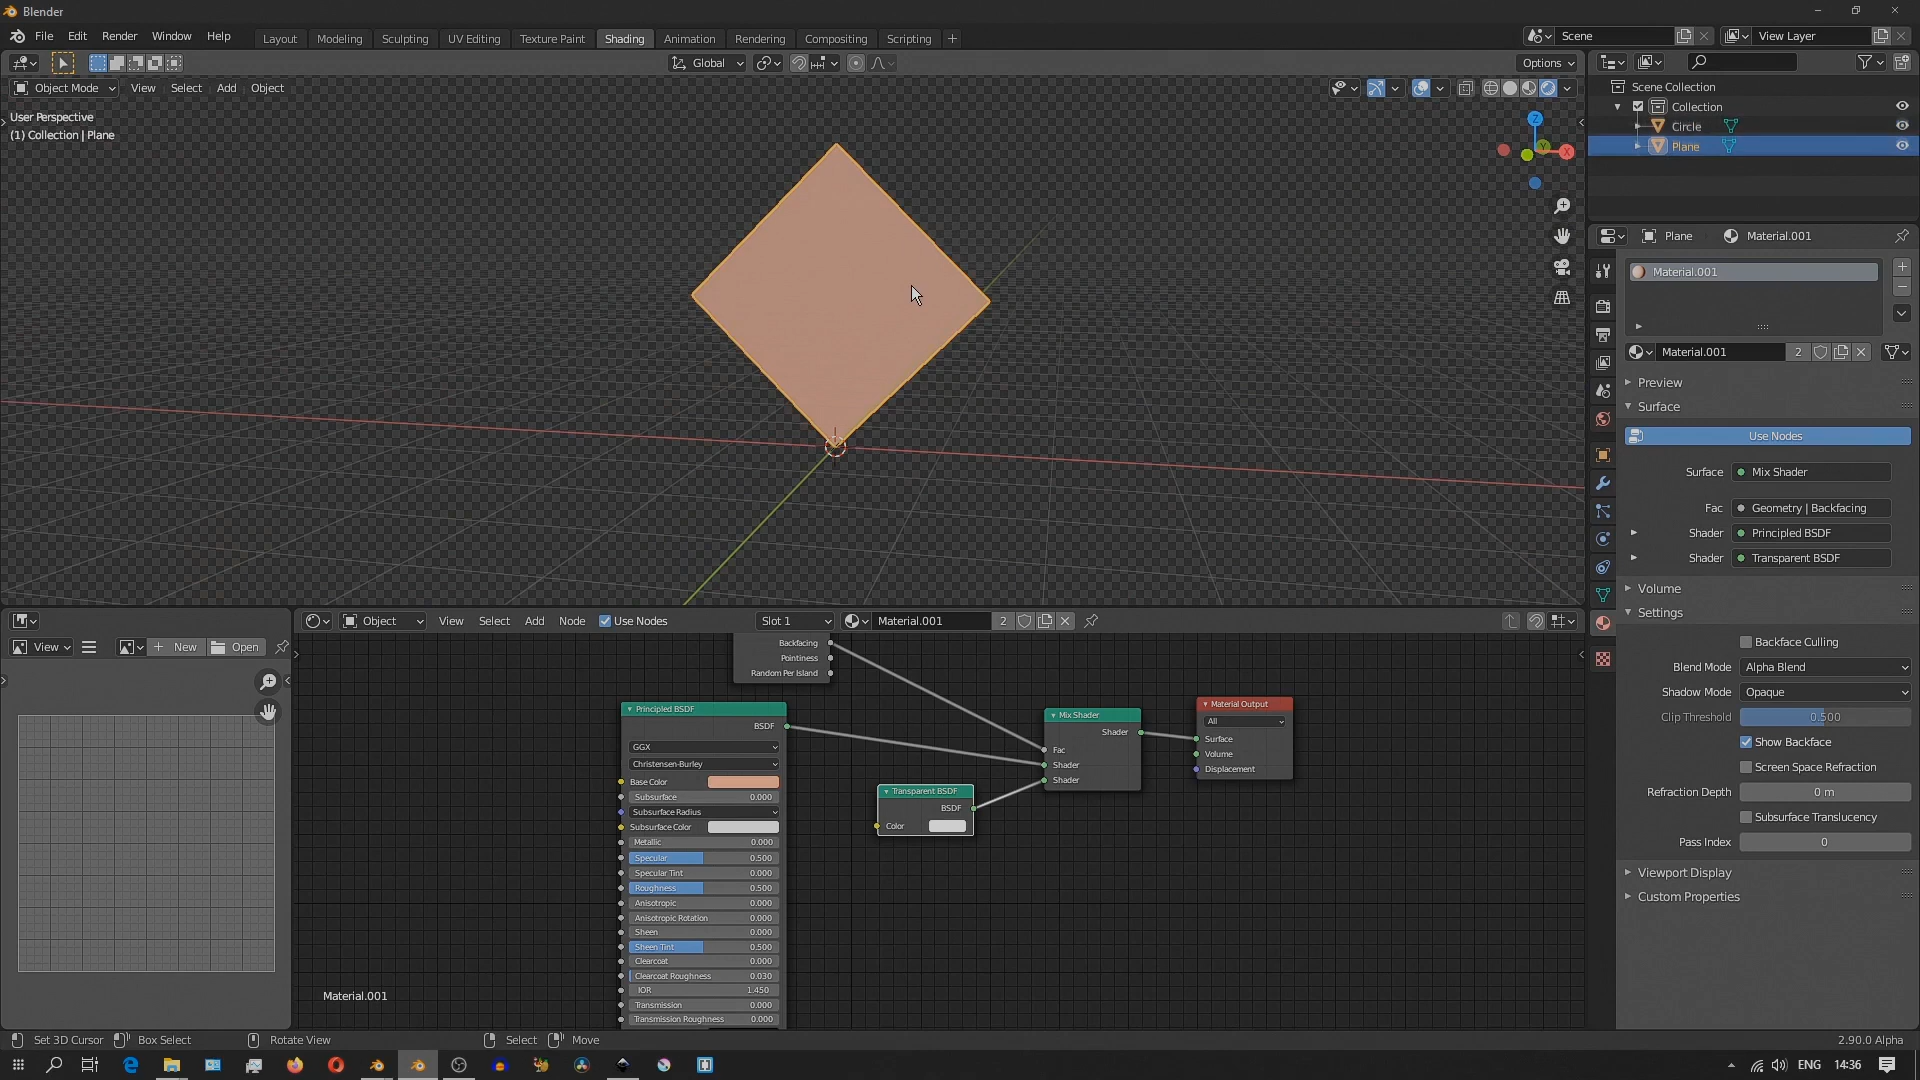 Blender
File Edit Render Window Help
Layout Modeling Sculpting UV Editing Texture Paint Shading Animation Rendering Compositing Scripting +
Scene
View Layer
Global
Options
Object Mode View Select Add Object
User Perspective
(1) Collection | Plane
Z
Y
X
Scene Collection
Collection
Circle
Plane
Plane Material.001
Material.001
Material.001 2
Preview
Surface
Use Nodes
Surface Mix Shader
Fac Geometry | Backfacing
Shader Principled BSDF
Shader Transparent BSDF
Volume
Settings
Backface Culling
Blend Mode Alpha Blend
Shadow Mode Opaque
Clip Threshold 0.500
Show Backface
Screen Space Refraction
Refraction Depth 0 m
Subsurface Translucency
Pass Index 0
Viewport Display
Custom Properties
View
New
Open
Object View Select Add Node Use Nodes Slot 1 Material.001 2
Backfacing
Pointiness
Random Per Island
Principled BSDF
BSDF
GGX
Christensen-Burley
Base Color
Subsurface 0.000
Subsurface Radius
Subsurface Color
Metallic 0.000
Specular 0.500
Specular Tint 0.000
Roughness 0.500
Anisotropic 0.000
Anisotropic Rotation 0.000
Sheen 0.000
Sheen Tint 0.500
Clearcoat 0.000
Clearcoat Roughness 0.030
IOR 1.450
Transmission 0.000
Transmission Roughness 0.000
Transparent BSDF
BSDF
Color
Mix Shader
Shader
Fac
Shader
Shader
Material Output
All
Surface
Volume
Displacement
Material.001
Set 3D Cursor Box Select Rotate View Select Move 2.90.0 Alpha
ENG 14:36